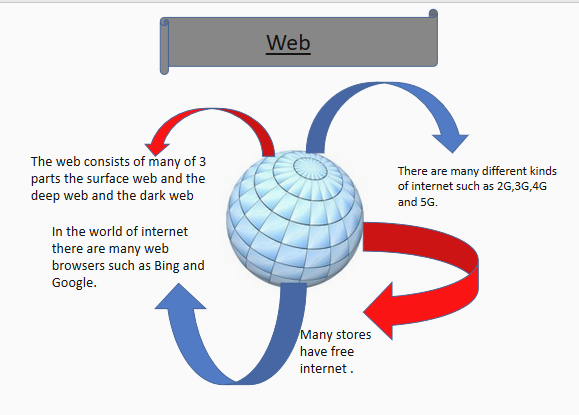 Web
The web consists of many of 3
parts the surface web and the
deep web and the dark web
There are many different kinds
of internet such as 2G,3G,4G
and 5G.
In the world of internet
there are many web
browsers such as Bing and
Google.
Many stores
have free
internet .